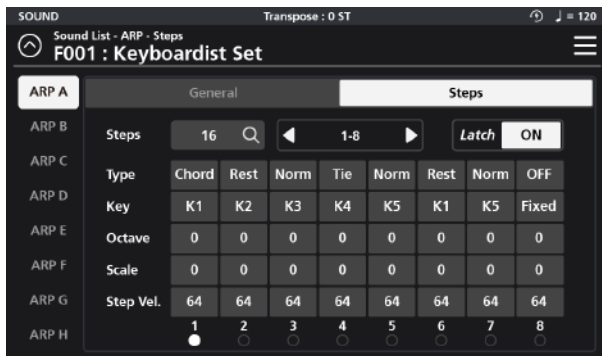 SOUND Transpose : 0 ST ♩ = 120
Sound List - ARP - Steps
F001 : Keyboardist Set
ARP A General Steps
ARP B Steps 16 1-8 Latch ON
ARP C Type Chord Rest Norm Tie Norm Rest Norm OFF
ARP D Key K1 K2 K3 K4 K5 K1 K5 Fixed
ARP E Octave 0 0 0 0 0 0 0 0
ARP F Scale 0 0 0 0 0 0 0 0
ARP G Step Vel. 64 64 64 64 64 64 64 64
ARP H 1 2 3 4 5 6 7 8